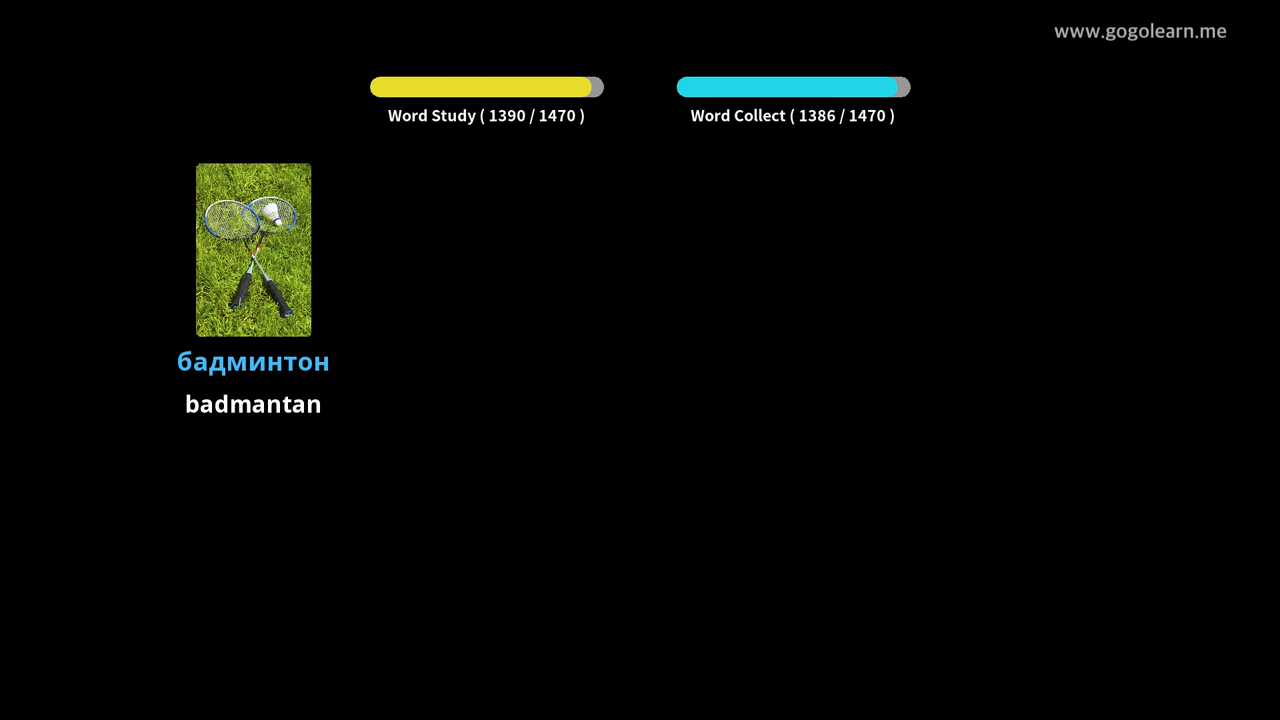 www.gogolearn.me
Word Study ( 1390 / 1470 )
Word Collect ( 1386 / 1470 )
бадминтон
badmantan